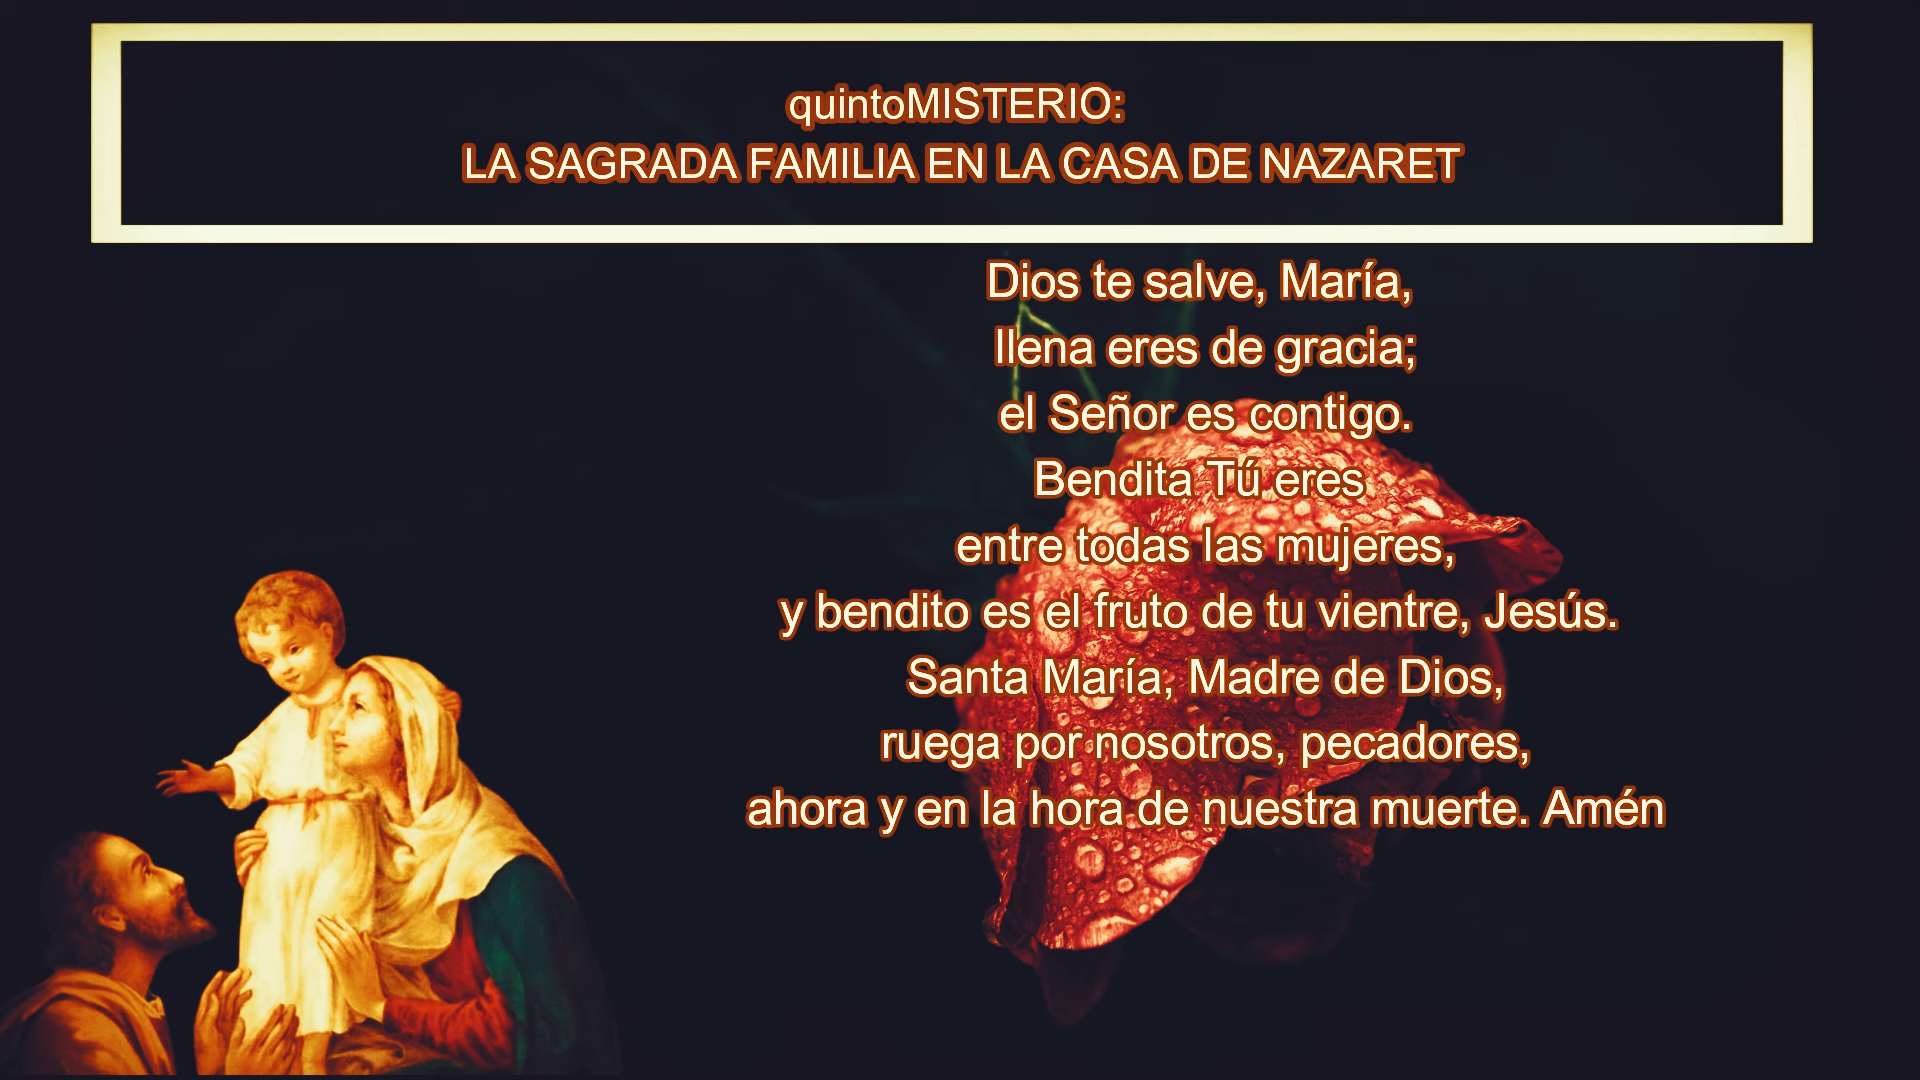 quintoMISTERIO:
LA SAGRADA FAMILIA EN LA CASA DE NAZARET
Dios te salve, María,
llena eres de gracia;
el Señor es contigo.
Bendita Tú eres
entre todas las mujeres,
y bendito es el fruto de tu vientre, Jesús.
Santa María, Madre de Dios,
ruega por nosotros, pecadores,
ahora y en la hora de nuestra muerte. Amén